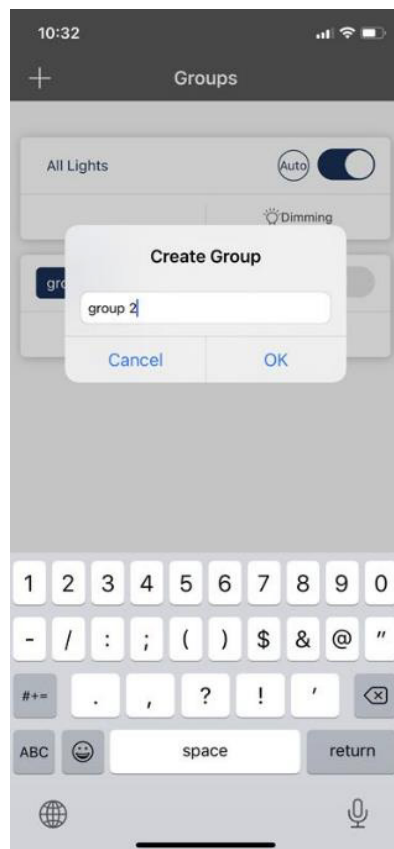 10:32
Groups
All Lights Auto
Dimming
Create Group
group 2
Cancel OK
1 2 3 4 5 6 7 8 9 0
- / : ; ( ) $ & @ "
#+= . , ? ! '
ABC space return